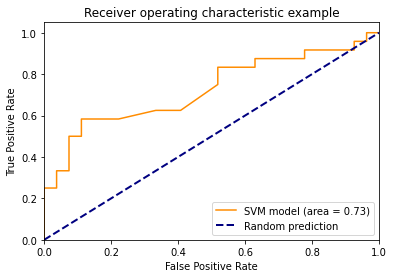 Receiver operating characteristic example
True Positive Rate
1.0
0.8
0.6
0.4
0.2
0.0
SVM model (area = 0.73)
Random prediction
0.0 0.2 0.4 0.6 0.8 1.0
False Positive Rate